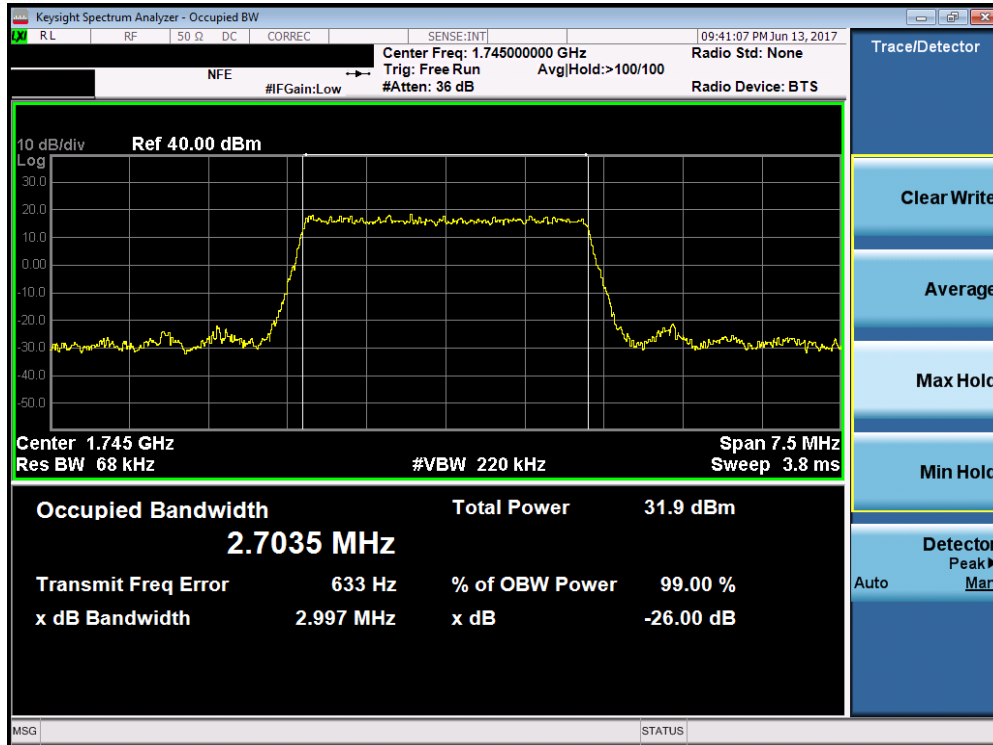 Keysight Spectrum Analyzer - Occupied BW
LXI RL RF 50 Ω DC CORREC SENSE:INT 09:41:07 PM Jun 13, 2017
Center Freq: 1.745000000 GHz Radio Std: None
NFE Trig: Free Run Avg|Hold:>100/100
#IFGain:Low #Atten: 36 dB Radio Device: BTS
10 dB/div Ref 40.00 dBm
Log
30.0
20.0
10.0
0.00
-10.0
-20.0
-30.0
-40.0
-50.0
Center 1.745 GHz Span 7.5 MHz
Res BW 68 kHz #VBW 220 kHz Sweep 3.8 ms
Occupied Bandwidth Total Power 31.9 dBm
2.7035 MHz
Transmit Freq Error 633 Hz % of OBW Power 99.00 %
x dB Bandwidth 2.997 MHz x dB -26.00 dB
MSG STATUS
Trace/Detector
Clear Write
Average
Max Hold
Min Hold
Detector
Peak
Auto Man